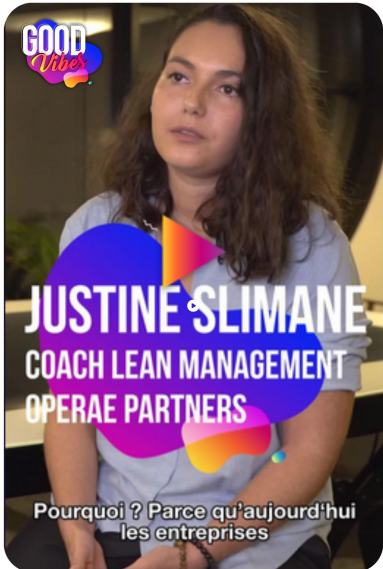 GOOD
Vibes
JUSTINE SLIMANE
COACH LEAN MANAGEMENT
OPERAE PARTNERS
Pourquoi ? Parce qu'aujourd'hui
les entreprises